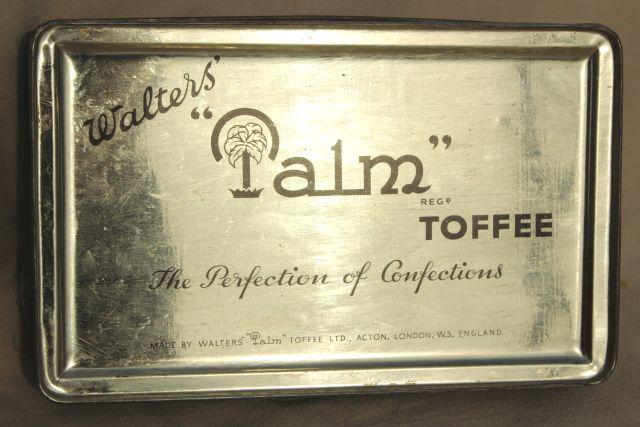 Walters'
"Palm"
REGD
TOFFEE
The Perfection of Confections
MADE BY WALTERS' "Palm" TOFFEE LTD., ACTON, LONDON, W.3, ENGLAND.